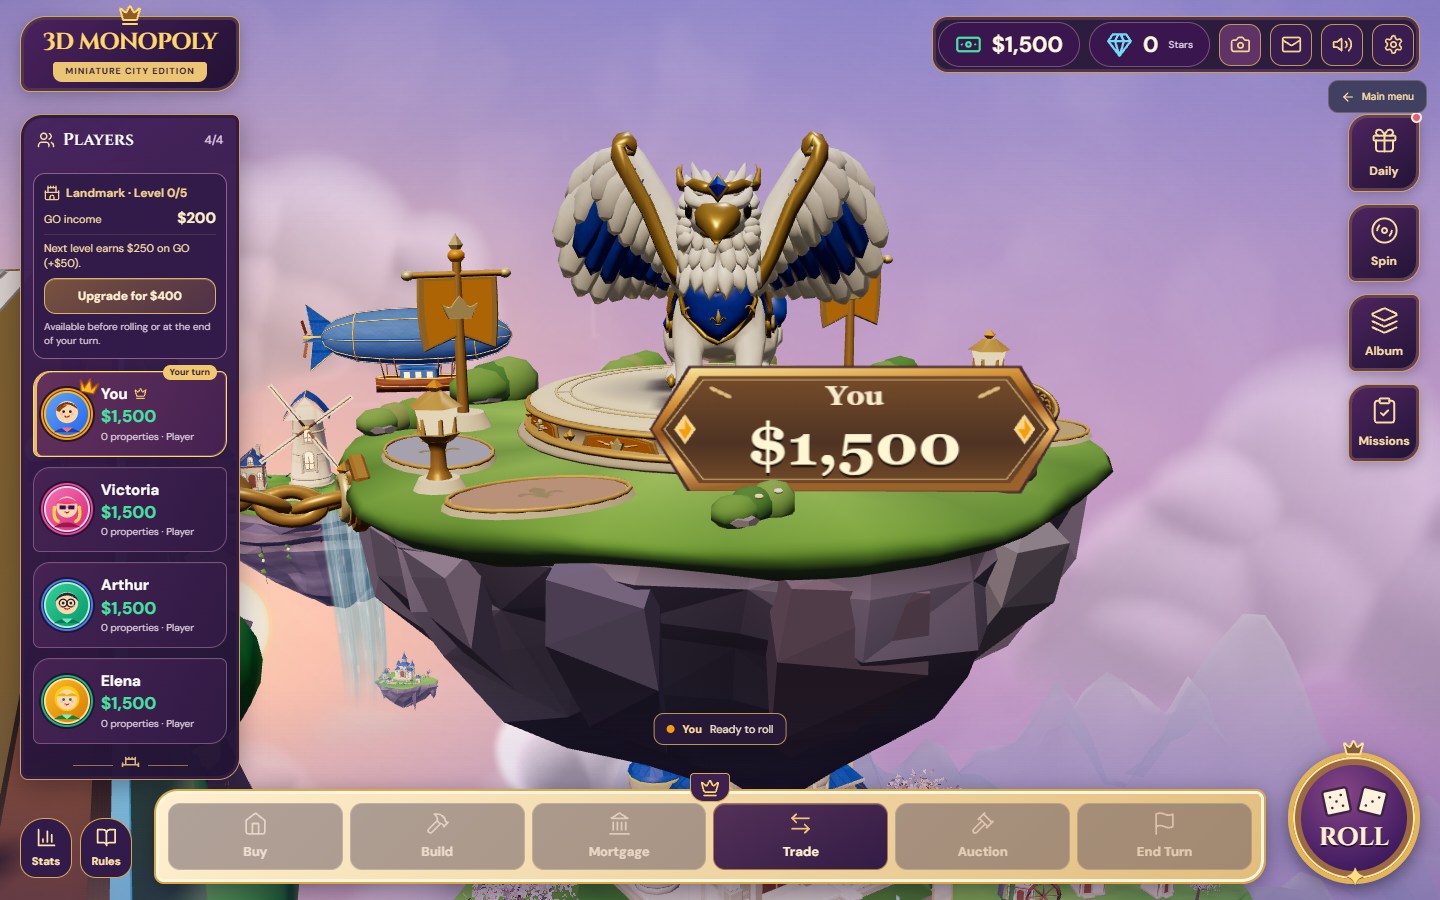 3D MONOPOLY
MINIATURE CITY EDITION
$1,500
0 Stars
Main menu
PLAYERS 4/4
Landmark · Level 0/5
GO income $200
Next level earns $250 on GO
(+$50).
Upgrade for $400
Available before rolling or at the end
of your turn.
Your turn
You
$1,500
0 properties · Player
Victoria
$1,500
0 properties · Player
Arthur
$1,500
0 properties · Player
Elena
$1,500
0 properties · Player
You
$1,500
Daily
Spin
Album
Missions
You Ready to roll
Stats
Rules
Buy
Build
Mortgage
Trade
Auction
End Turn
ROLL